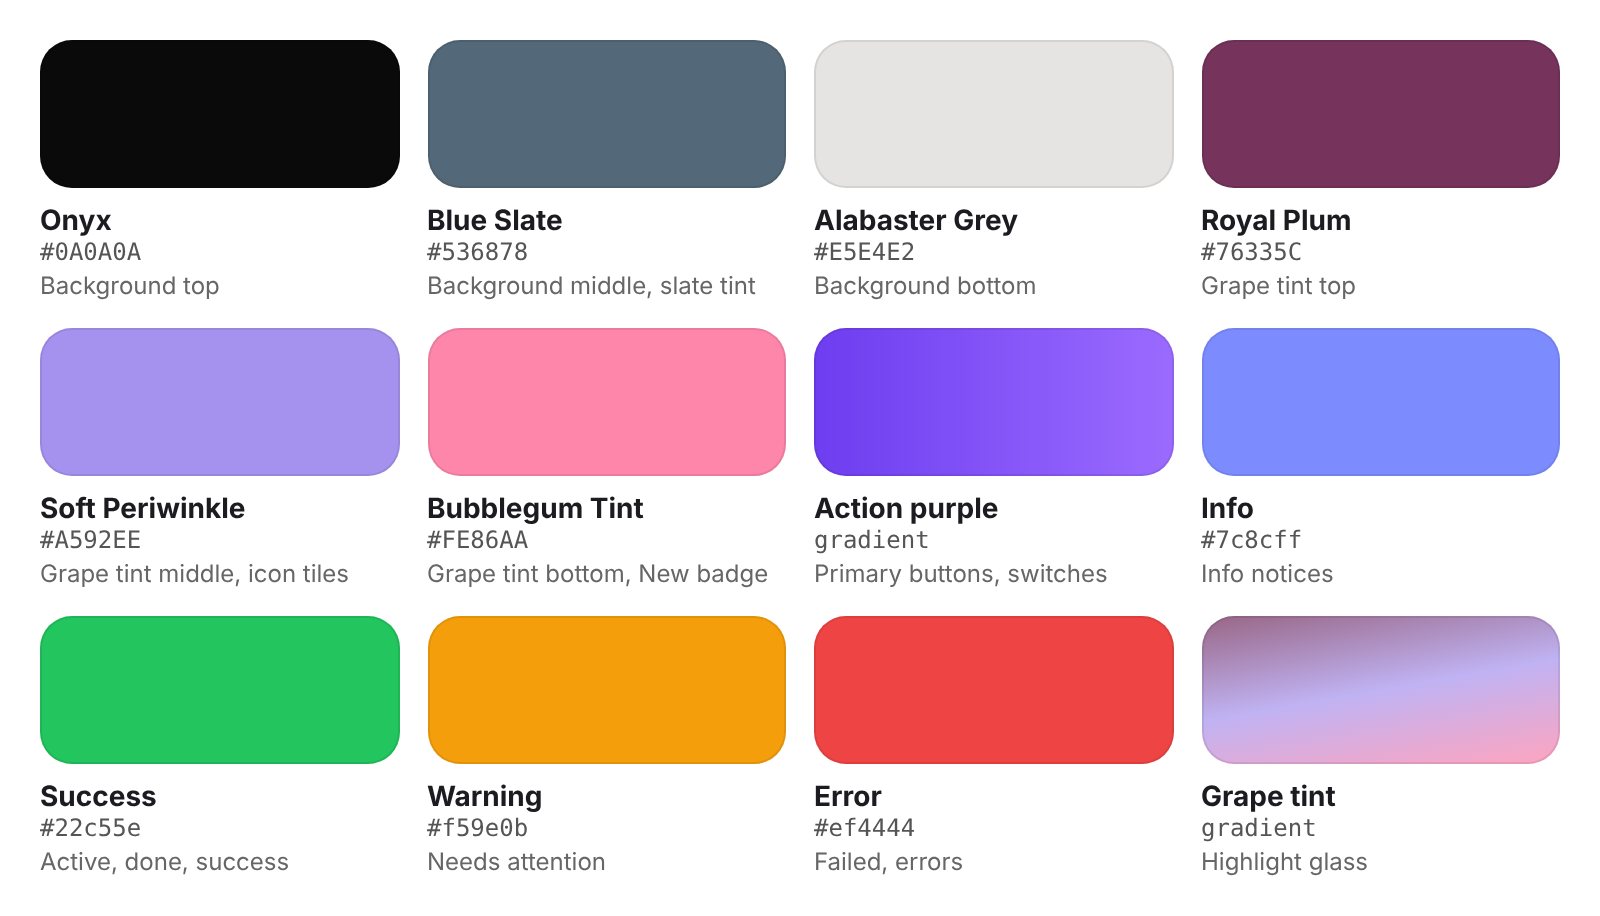 Onyx
#0A0A0A
Background top
Blue Slate
#536878
Background middle, slate tint
Alabaster Grey
#E5E4E2
Background bottom
Royal Plum
#76335C
Grape tint top
Soft Periwinkle
#A592EE
Grape tint middle, icon tiles
Bubblegum Tint
#FE86AA
Grape tint bottom, New badge
Action purple
gradient
Primary buttons, switches
Info
#7c8cff
Info notices
Success
#22c55e
Active, done, success
Warning
#f59e0b
Needs attention
Error
#ef4444
Failed, errors
Grape tint
gradient
Highlight glass